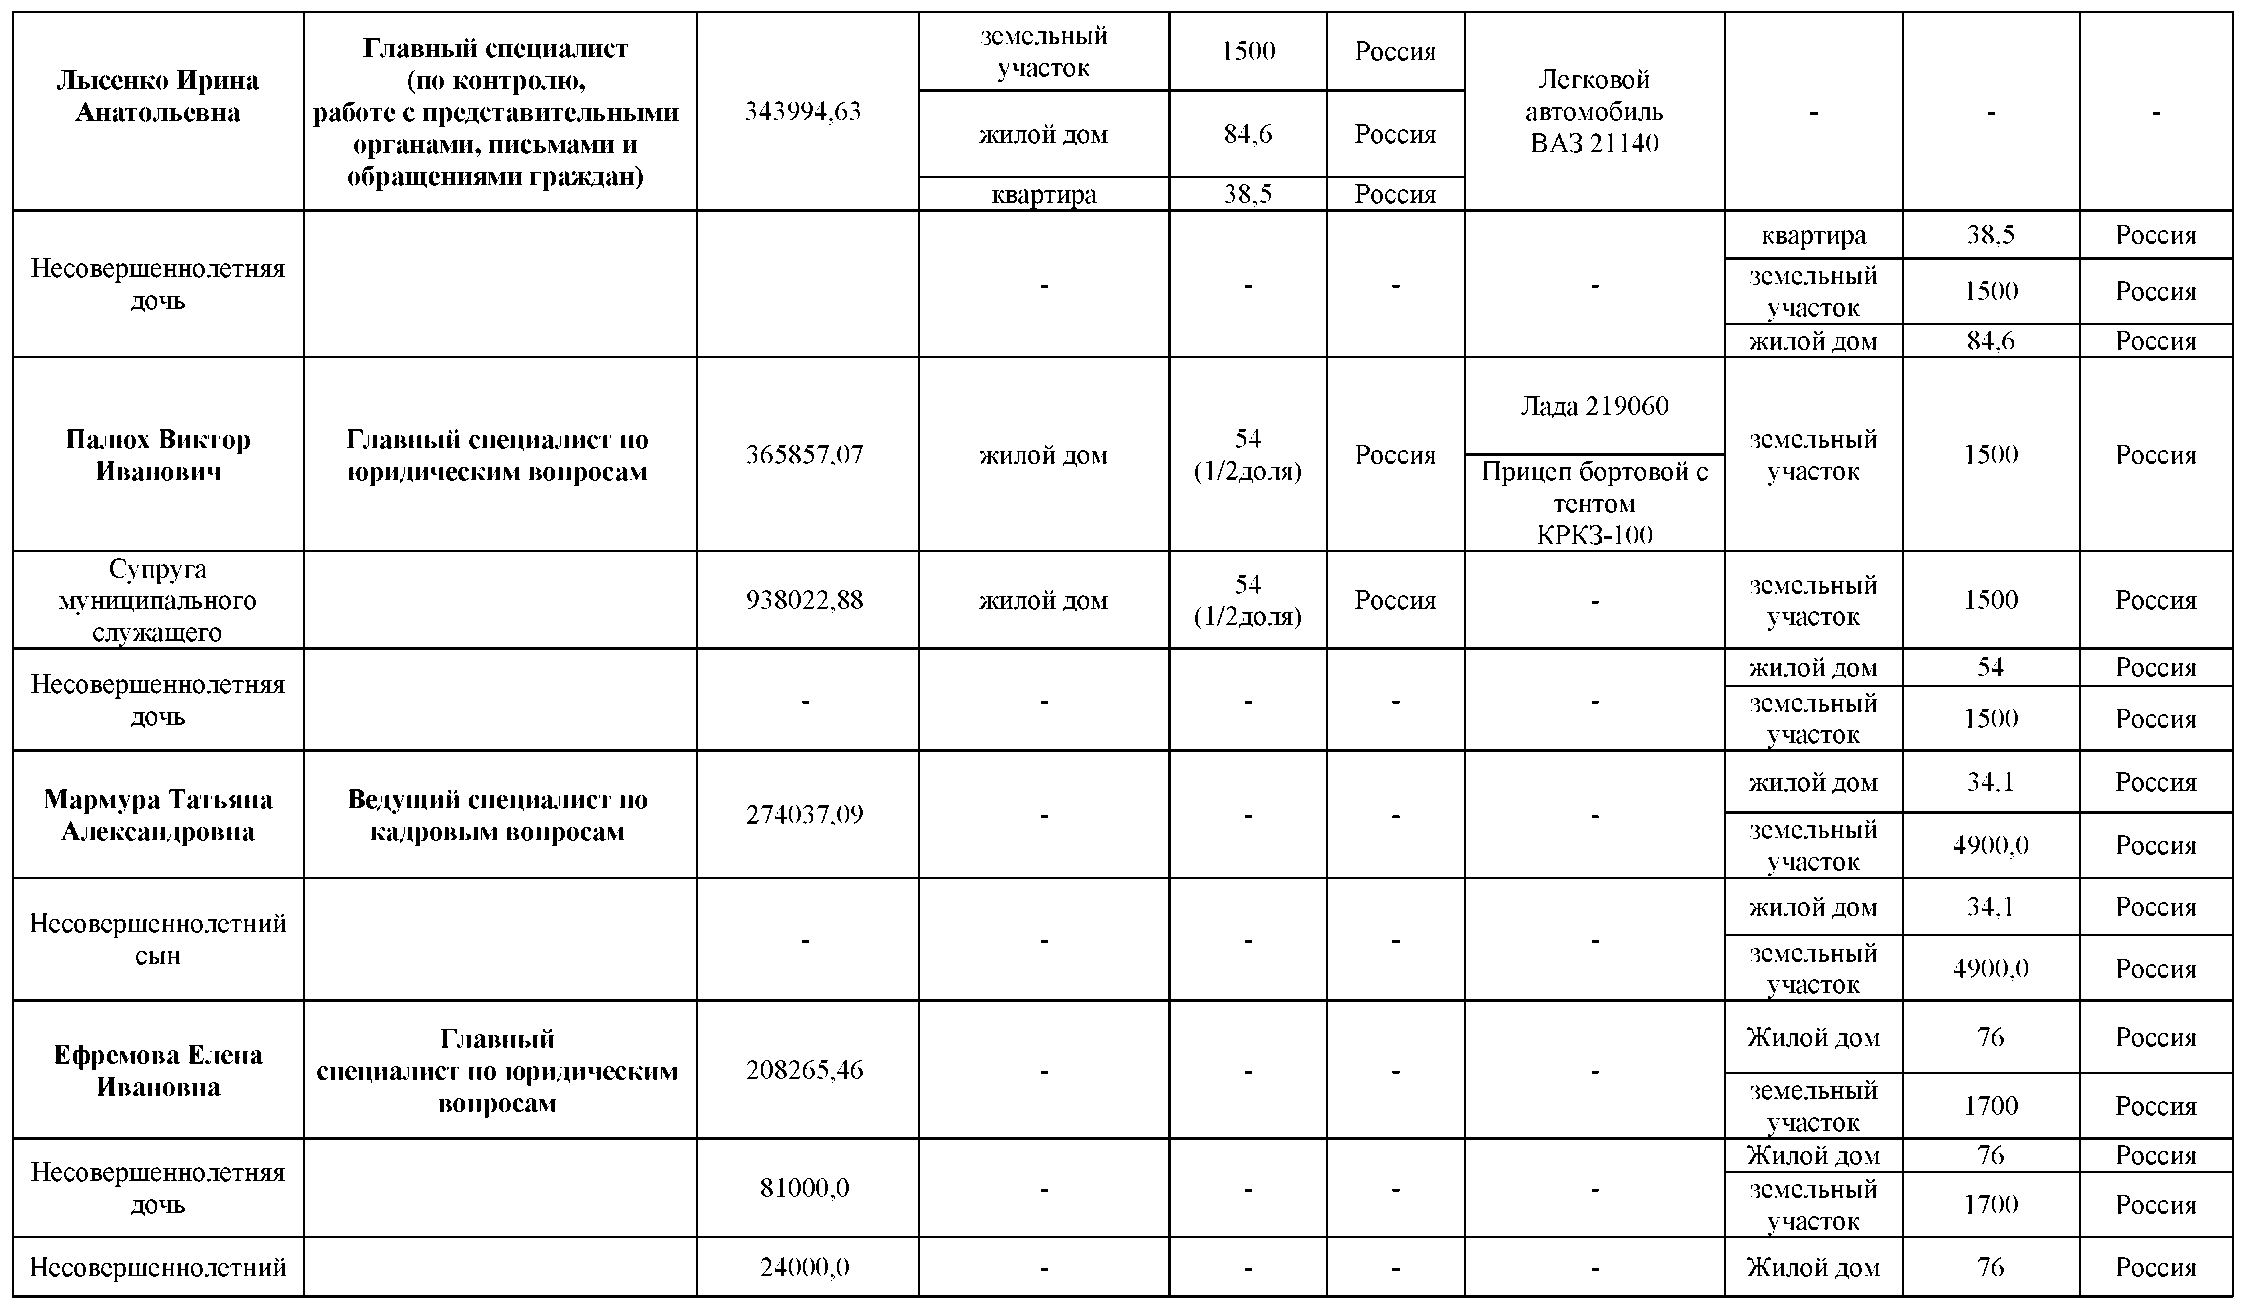 Лысенко Ирина
Анатольевна
Главный специалист
(по контролю,
работе с представительными
органами, письмами и
обращениями граждан)
343994,63
земельный
участок
1500
Россия
жилой дом
84,6
Россия
квартира
38,5
Россия
Легковой
автомобиль
ВАЗ 21140
-
-
-
Несовершеннолетняя
дочь
-
-
-
-
квартира
38,5
Россия
земельный
участок
1500
Россия
жилой дом
84,6
Россия
Палюх Виктор
Иванович
Главный специалист по
юридическим вопросам
365857,07
жилой дом
54
(1/2доля)
Россия
Лада 219060
Прицеп бортовой с
тентом
КРКЗ-100
земельный
участок
1500
Россия
Супруга
муниципального
служащего
938022,88
жилой дом
54
(1/2доля)
Россия
-
земельный
участок
1500
Россия
Несовершеннолетняя
дочь
-
-
-
-
-
жилой дом
54
Россия
земельный
участок
1500
Россия
Мармура Татьяна
Александровна
Ведущий специалист по
кадровым вопросам
274037,09
-
-
-
-
жилой дом
34,1
Россия
земельный
участок
4900,0
Россия
Несовершеннолетний
сын
-
-
-
-
-
жилой дом
34,1
Россия
земельный
участок
4900,0
Россия
Ефремова Елена
Ивановна
Главный
специалист по юридическим
вопросам
208265,46
-
-
-
-
Жилой дом
76
Россия
земельный
участок
1700
Россия
Несовершеннолетняя
дочь
81000,0
-
-
-
-
Жилой дом
76
Россия
земельный
участок
1700
Россия
Несовершеннолетний
24000,0
-
-
-
-
Жилой дом
76
Россия